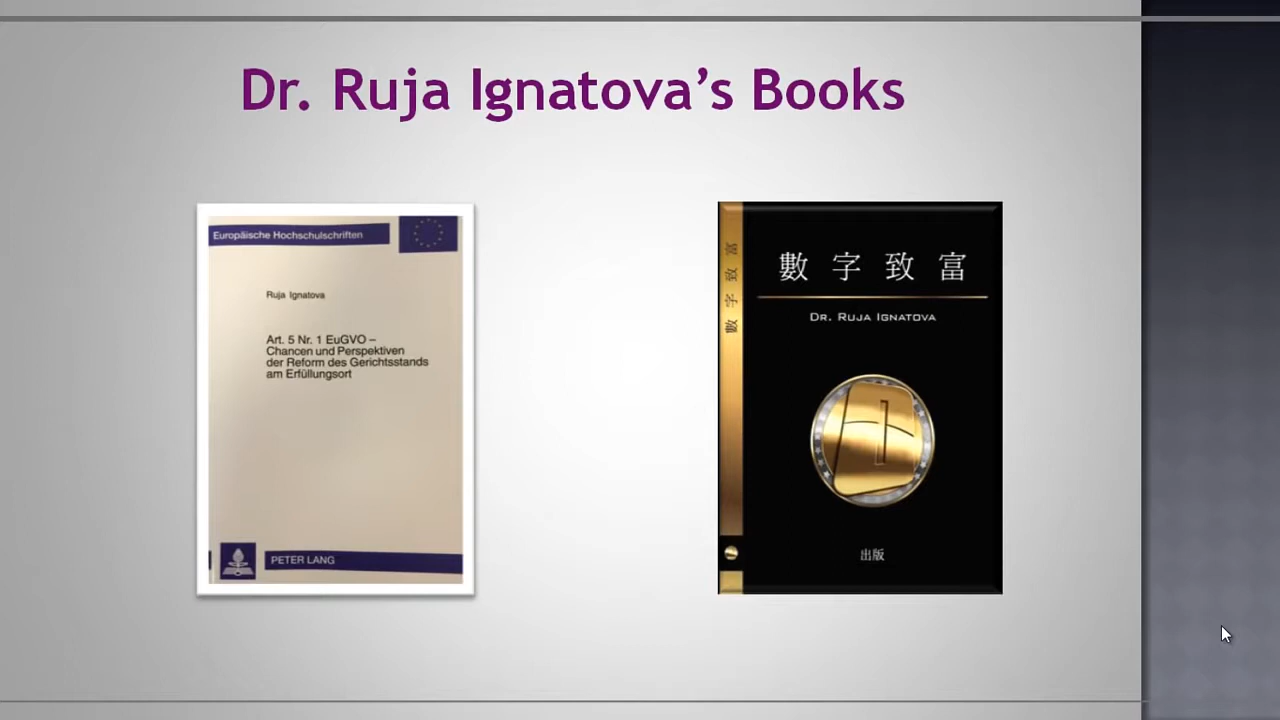 Dr. Ruja Ignatova’s Books
Europäische Hochschulschriften
Ruja Ignatova
Art. 5 Nr. 1 EuGVO –
Chancen und Perspektiven
der Reform des Gerichtsstands
am Erfüllungsort
PETER LANG
數字致富
數字致富
DR. RUJA IGNATOVA
出版